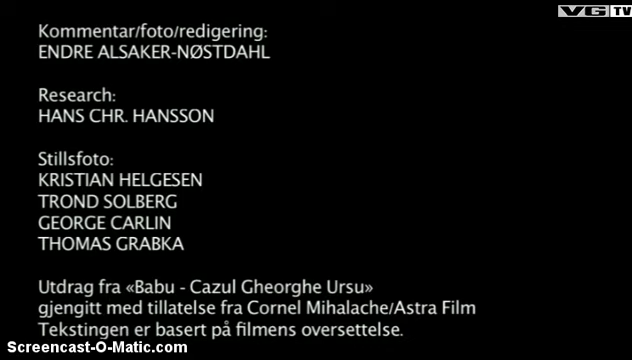 VGTV
Kommentar/foto/redigering:
ENDRE ALSAKER-NØSTDAHL
Research:
HANS CHR. HANSSON
Stillsfoto:
KRISTIAN HELGESEN
TROND SOLBERG
GEORGE CARLIN
THOMAS GRABKA
Utdrag fra «Babu - Cazul Gheorghe Ursu»
gjengitt med tillatelse fra Cornel Mihalache/Astra Film
Tekstingen er basert på filmens oversettelse.
Screencast-O-Matic.com